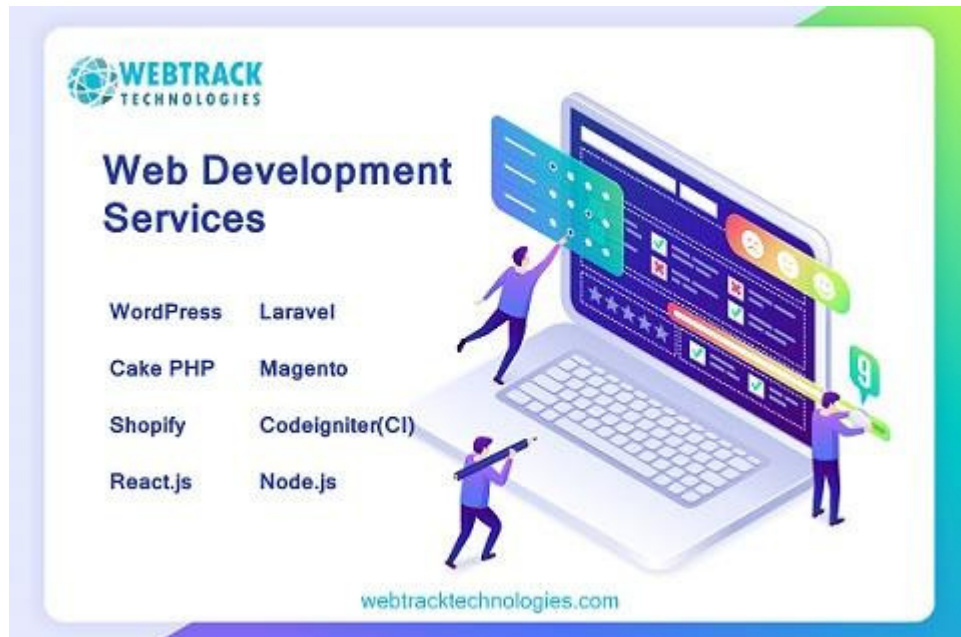 WEBTRACK
TECHNOLOGIES
Web Development
Services
WordPress Laravel
Cake PHP Magento
Shopify Codeigniter(CI)
React.js Node.js
9
webtracktechnologies.com